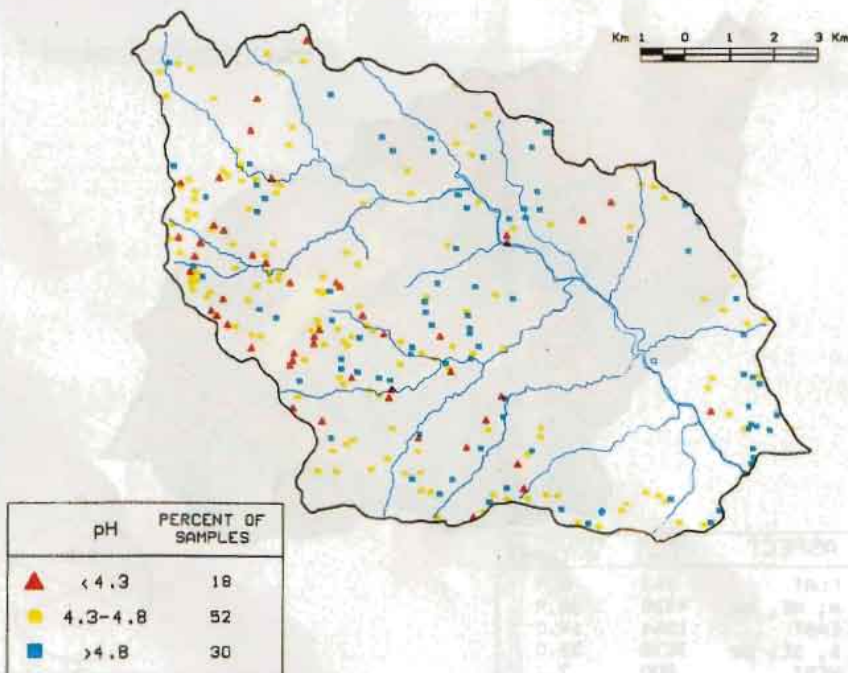 Km 1 0 1 2 3 Km
pH PERCENT OF
SAMPLES
<4.3 18
4.3-4.8 52
>4.8 30